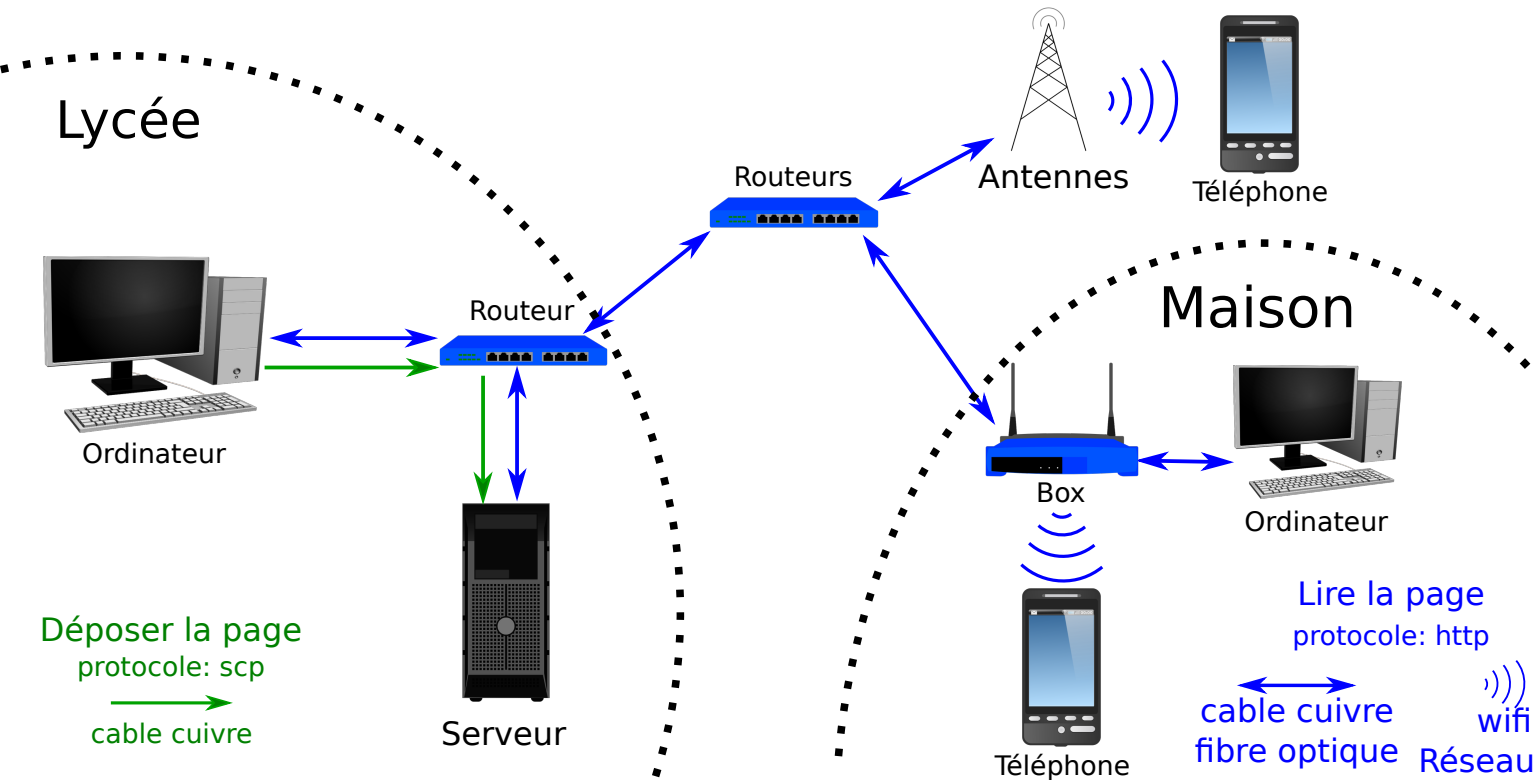 Lycée
Antennes
Téléphone
Routeurs
Maison
Routeur
Ordinateur
Box
Ordinateur
Lire la page
protocole: http
Déposer la page
protocole: scp
cable cuivre
Serveur
cable cuivre
fibre optique
wifi
Réseau
Téléphone